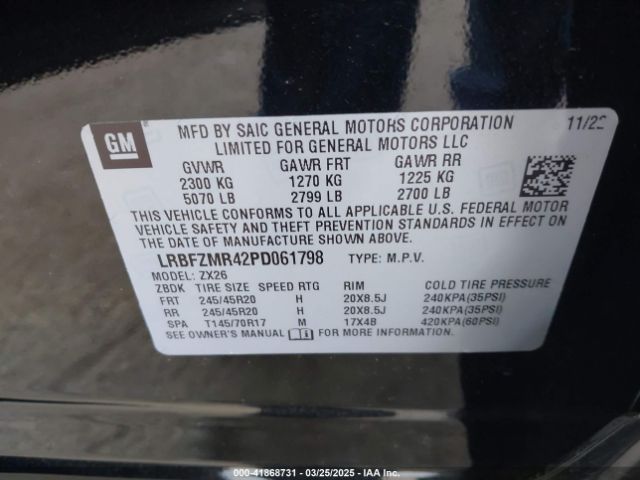 GM
MFD BY SAIC GENERAL MOTORS CORPORATION 11/22
LIMITED FOR GENERAL MOTORS LLC
GVWR GAWR FRT GAWR RR
2300 KG 1270 KG 1225 KG
5070 LB 2799 LB 2700 LB
THIS VEHICLE CONFORMS TO ALL APPLICABLE U.S. FEDERAL MOTOR
VEHICLE SAFETY AND THEFT PREVENTION STANDARDS IN EFFECT ON
THE DATE OF MANUFACTURE SHOWN ABOVE.
LRBFZMR42PD061798 TYPE: M.P.V.
MODEL: ZX26
ZBDK TIRE SIZE SPEED RTG RIM COLD TIRE PRESSURE
FRT 245/45R20 H 20X8.5J 240KPA(35PSI)
RR 245/45R20 H 20X8.5J 240KPA(35PSI)
SPA T145/70R17 M 17X4B 420KPA(60PSI)
SEE OWNER'S MANUAL FOR MORE INFORMATION.
© COPY - 41868731 - 03/25/2025 - IAA Inc.